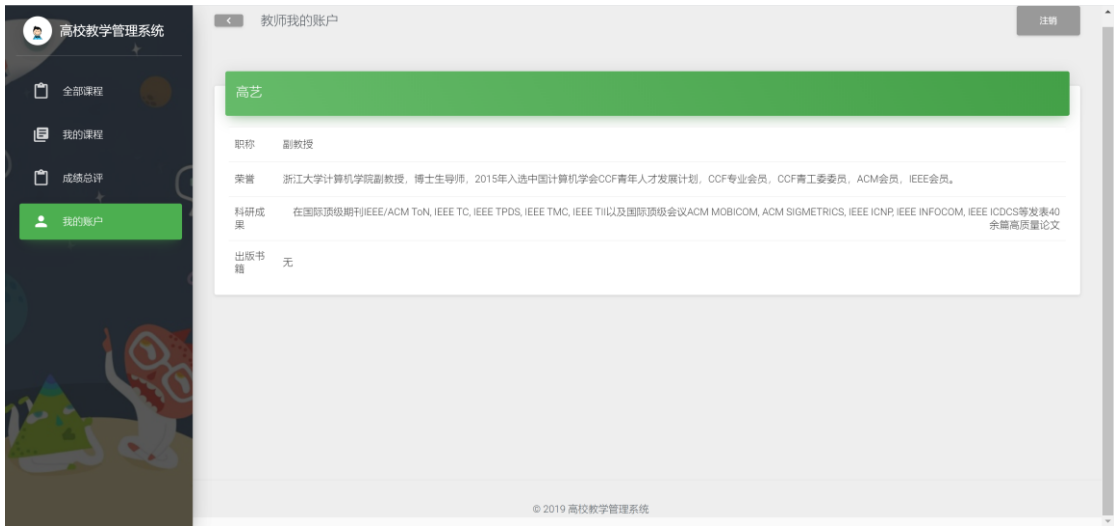 高校教学管理系统
全部课程
我的课程
成绩总评
我的账户
教师我的账户
注销
高艺
职称 副教授
荣誉 浙江大学计算机学院副教授，博士生导师，2015年入选中国计算机学会CCF青年人才发展计划，CCF专业会员，CCF青工委委员，ACM会员，IEEE会员。
科研成果 在国际顶级期刊IEEE/ACM ToN, IEEE TC, IEEE TPDS, IEEE TMC, IEEE TII以及国际顶级会议ACM MOBICOM, ACM SIGMETRICS, IEEE ICNP, IEEE INFOCOM, IEEE ICDCS等发表40
余篇高质量论文
出版书籍 无
© 2019 高校教学管理系统